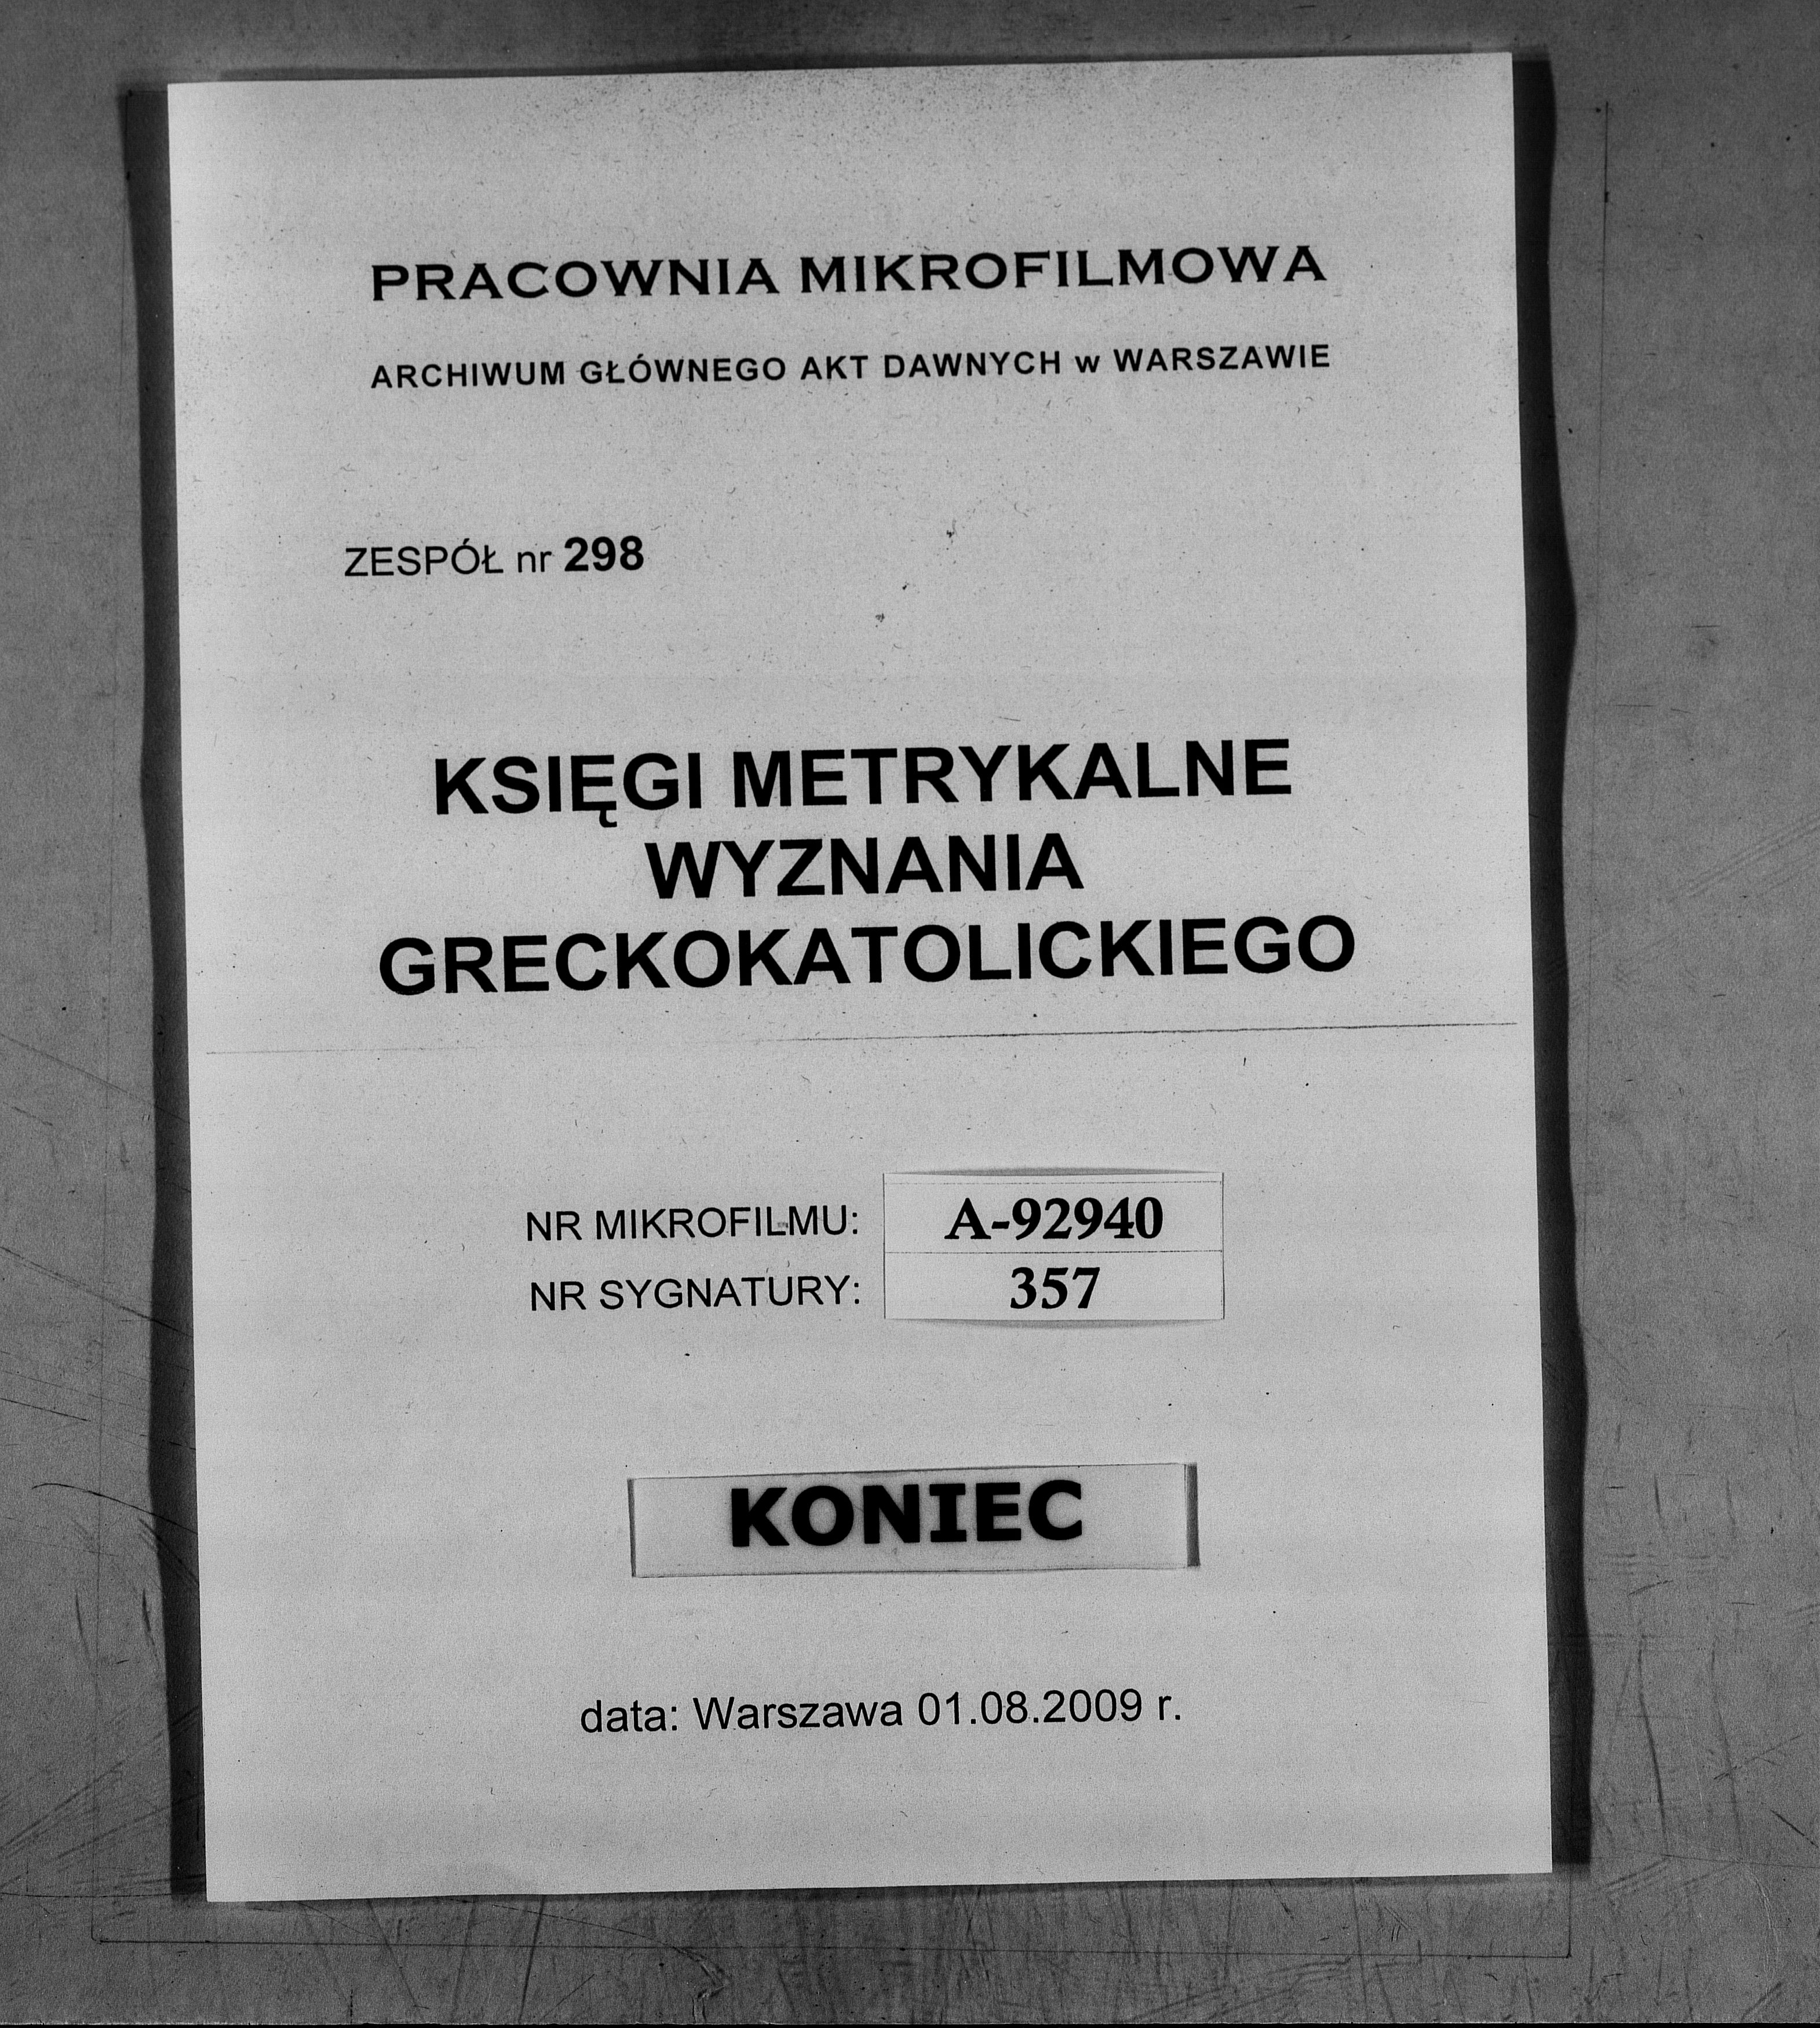 PRACOWNIA MIKROFILMOWA
ARCHIWUM GŁÓWNEGO AKT DAWNYCH w WARSZAWIE
ZESPÓŁ nr 298
KSIĘGI METRYKALNE
WYZNANIA
GRECKOKATOLICKIEGO
NR MIKROFILMU: A-92940
NR SYGNATURY: 357
KONIEC
data: Warszawa 01.08.2009 r.